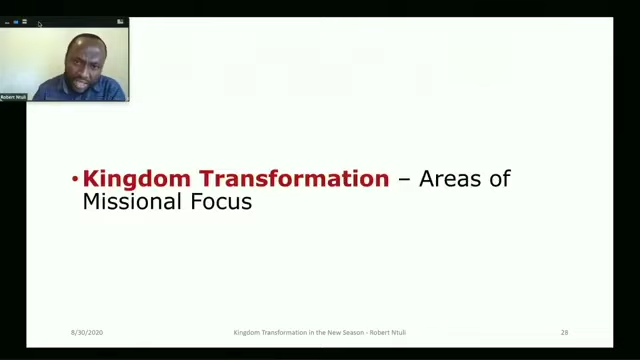 Robert Ntuli
• Kingdom Transformation – Areas of
Missional Focus
8/30/2020
Kingdom Transformation in the New Season - Robert Ntuli
28